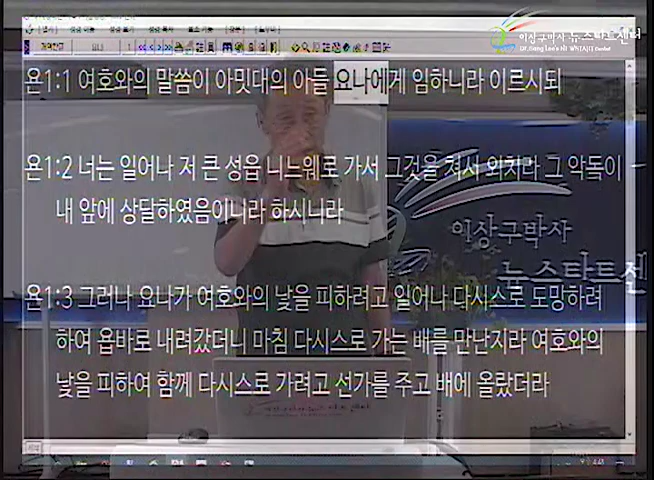 이상구박사 뉴스타트센터
욘1:1 여호와의 말씀이 아밋대의 아들 요나에게 임하니라 이르시되
욘1:2 너는 일어나 저 큰 성읍 니느웨로 가서 그것을 쳐서 외치라 그 악독이
내 앞에 상달하였음이니라 하시니라
이상구박사
뉴스타트센
욘1:3 그러나 요나가 여호와의 낯을 피하려고 일어나 다시스로 도망하려
하여 욥바로 내려갔더니 마침 다시스로 가는 배를 만난지라 여호와의
낯을 피하여 함께 다시스로 가려고 선가를 주고 배에 올랐더라